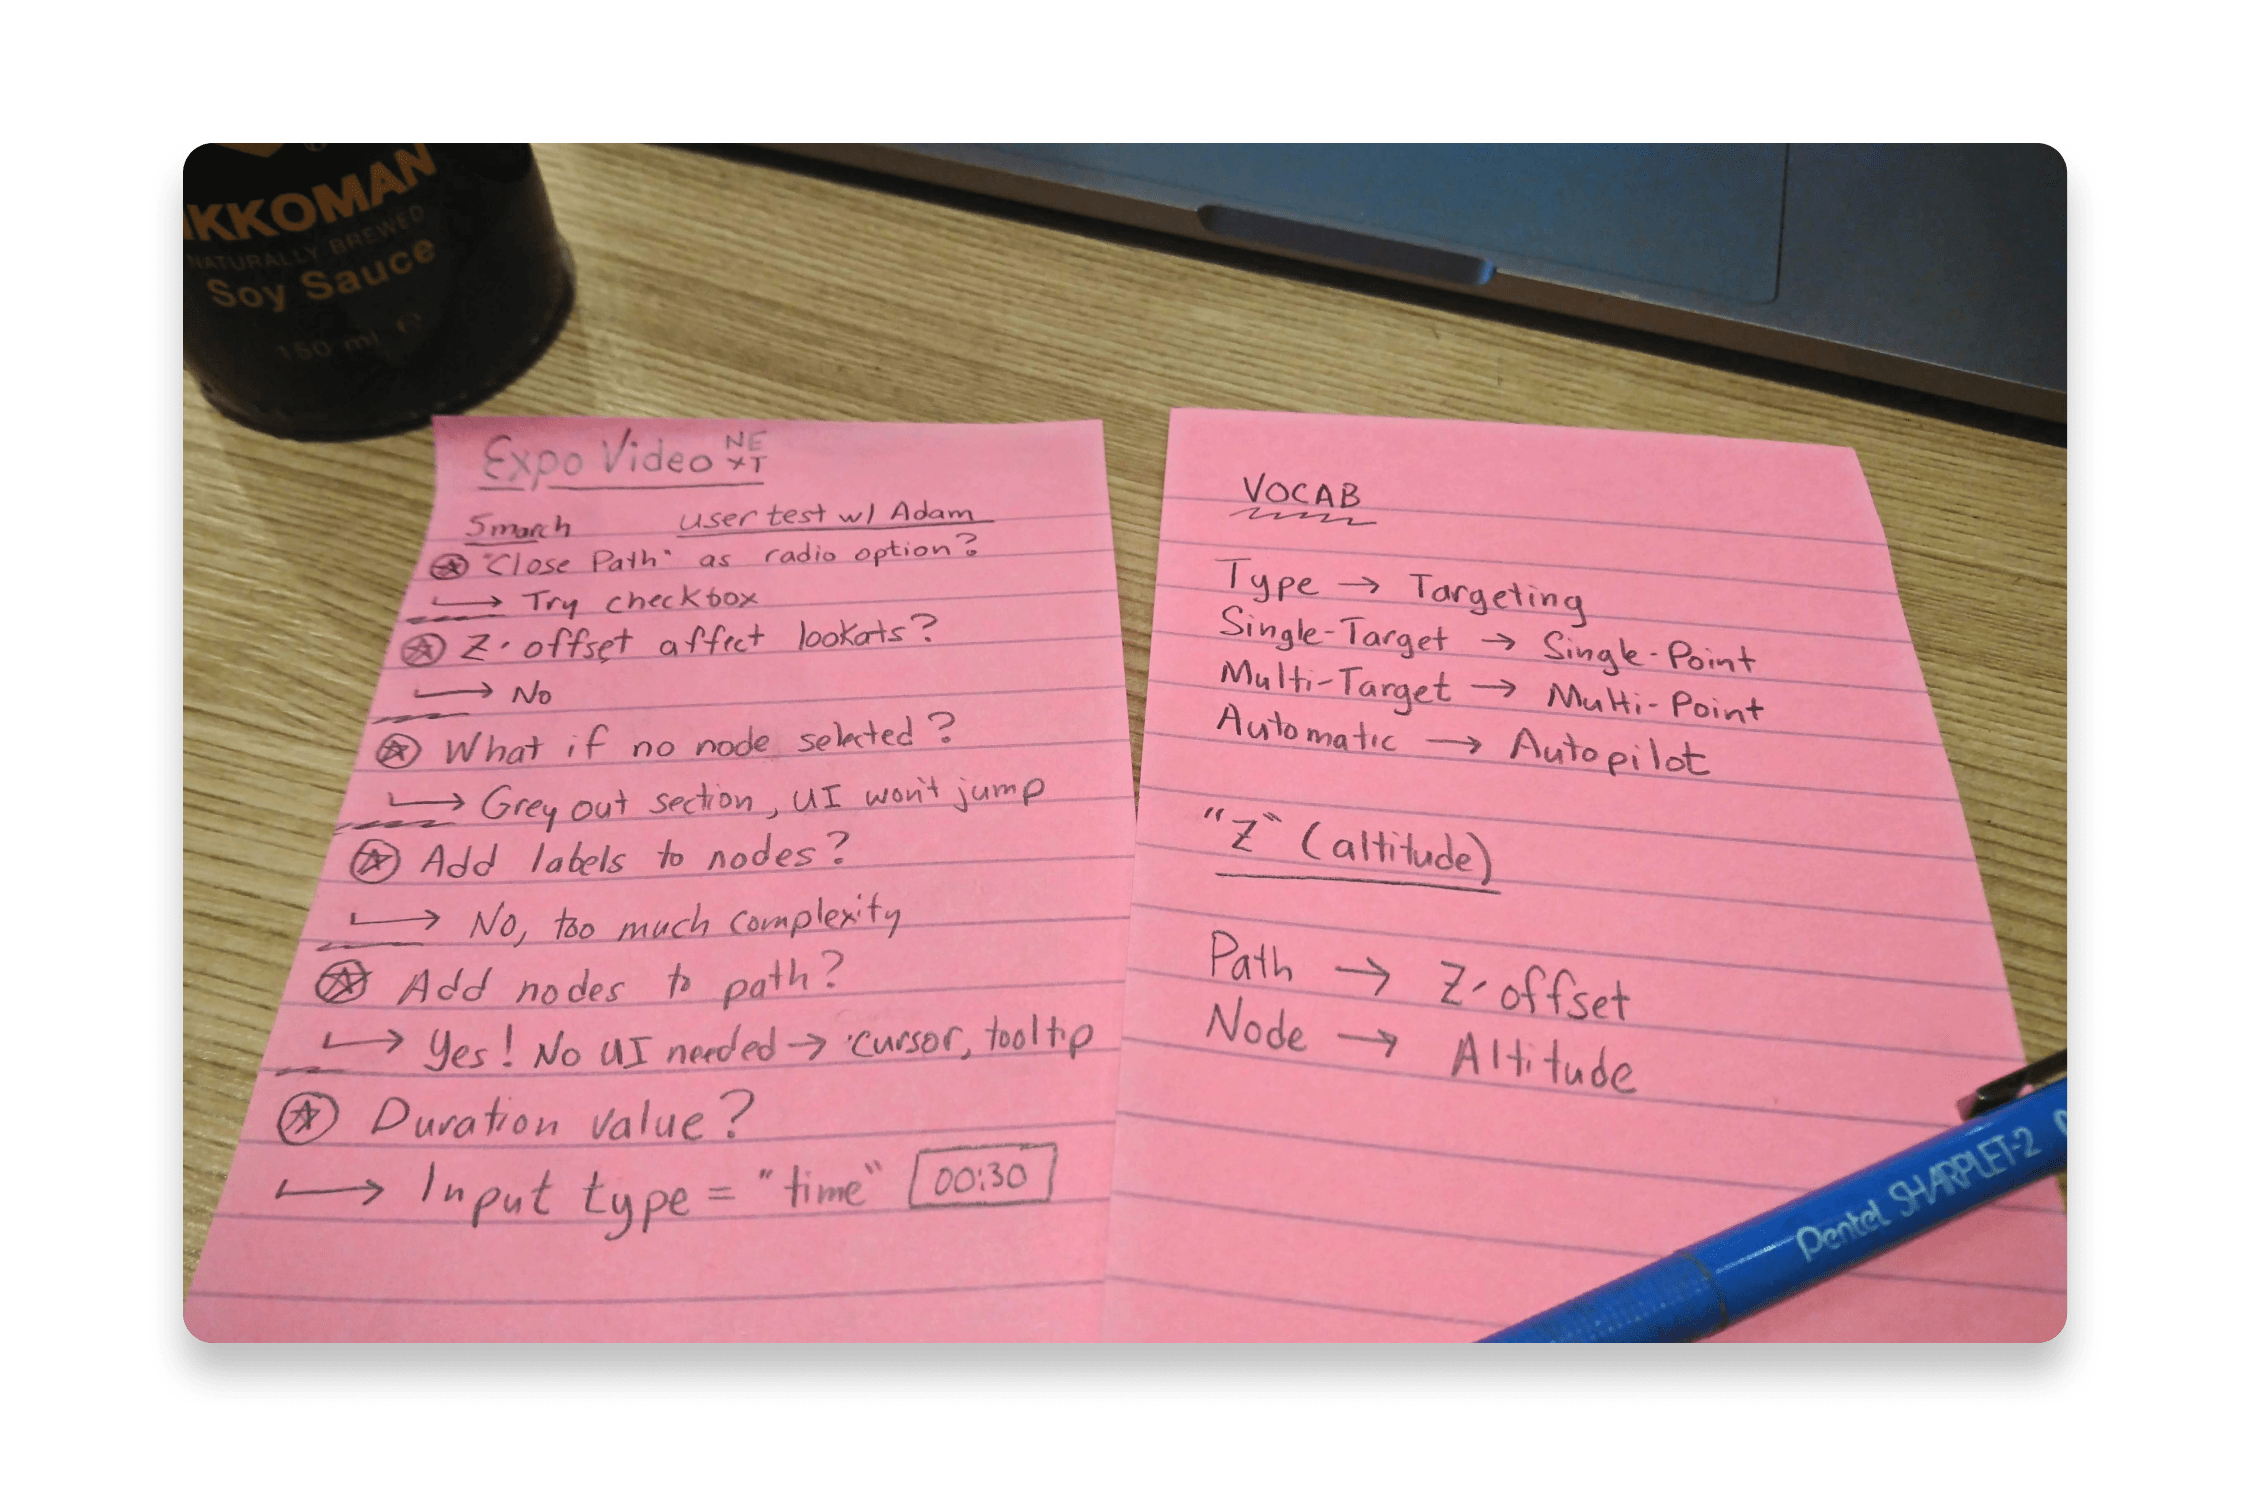 IKKOMAN
NATURALLY BREWED
Soy Sauce
150 ml e
Expo Video NEXT
5 march user test w/ Adam
"Close Path" as radio option?
→ Try checkbox
Z-offset affect lookats?
→ No
What if no node selected?
→ Grey out section, UI won't jump
Add labels to nodes?
→ No, too much complexity
Add nodes to path?
→ Yes! No UI needed → cursor, tooltip
Duration value?
→ Input type = "time" 00:30
VOCAB
Type → Targeting
Single-Target → Single-Point
Multi-Target → Multi-Point
Automatic → Autopilot
"Z" (altitude)
Path → Z-offset
Node → Altitude
Pentel SHARPLET-2